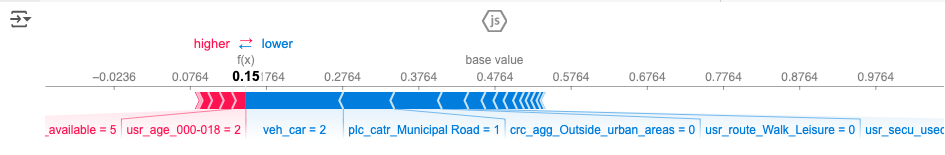 js
higher lower
f(x) base value
−0.0236 0.0764 0.15 1764 0.2764 0.3764 0.4764 0.5764 0.6764 0.7764 0.8764 0.9764
_available = 5 usr_age_000-018 = 2 veh_car = 2 plc_catr_Municipal Road = 1 crc_agg_Outside_urban_areas = 0 usr_route_Walk_Leisure = 0 usr_secu_used